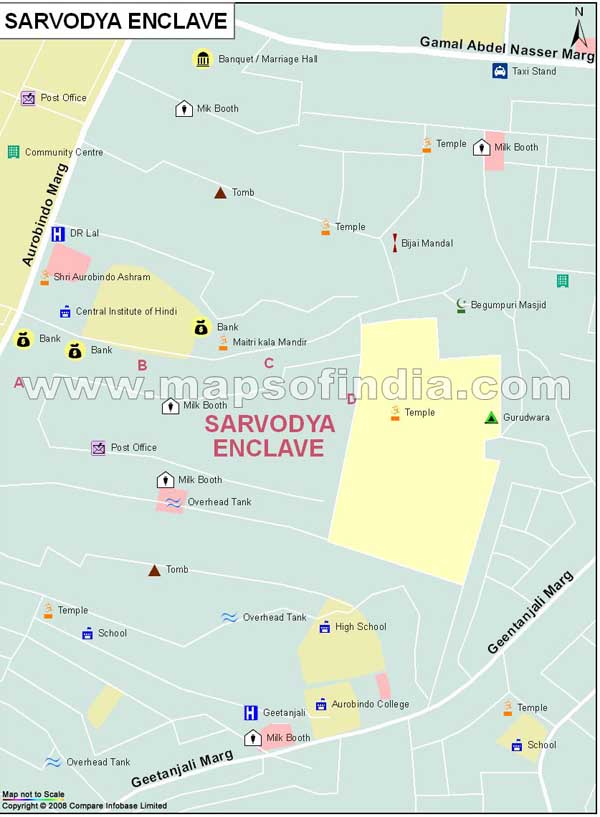 SARVODYA ENCLAVE
N
Gamal Abdel Nasser Marg
Banquet / Marriage Hall
Taxi Stand
Post Office
Mik Booth
Temple
Milk Booth
Community Centre
Aurobindo Marg
Tomb
Temple
DR Lal
Bijai Mandal
Shri Aurobindo Ashram
Central Institute of Hindi
Begumpuri Masjid
Bank
Bank
Bank
Maitri kala Mandir
A
B
C
D
www.mapsofindia.com
Milk Booth
SARVODYA
ENCLAVE
Temple
Gurudwara
Post Office
Milk Booth
Overhead Tank
Tomb
Geentanjali Marg
Temple
School
Overhead Tank
High School
Aurobindo College
Geetanjali
Temple
Milk Booth
School
Overhead Tank
Geetanjali Marg
Map not to Scale
Copyright © 2008 Compare Infobase Limited